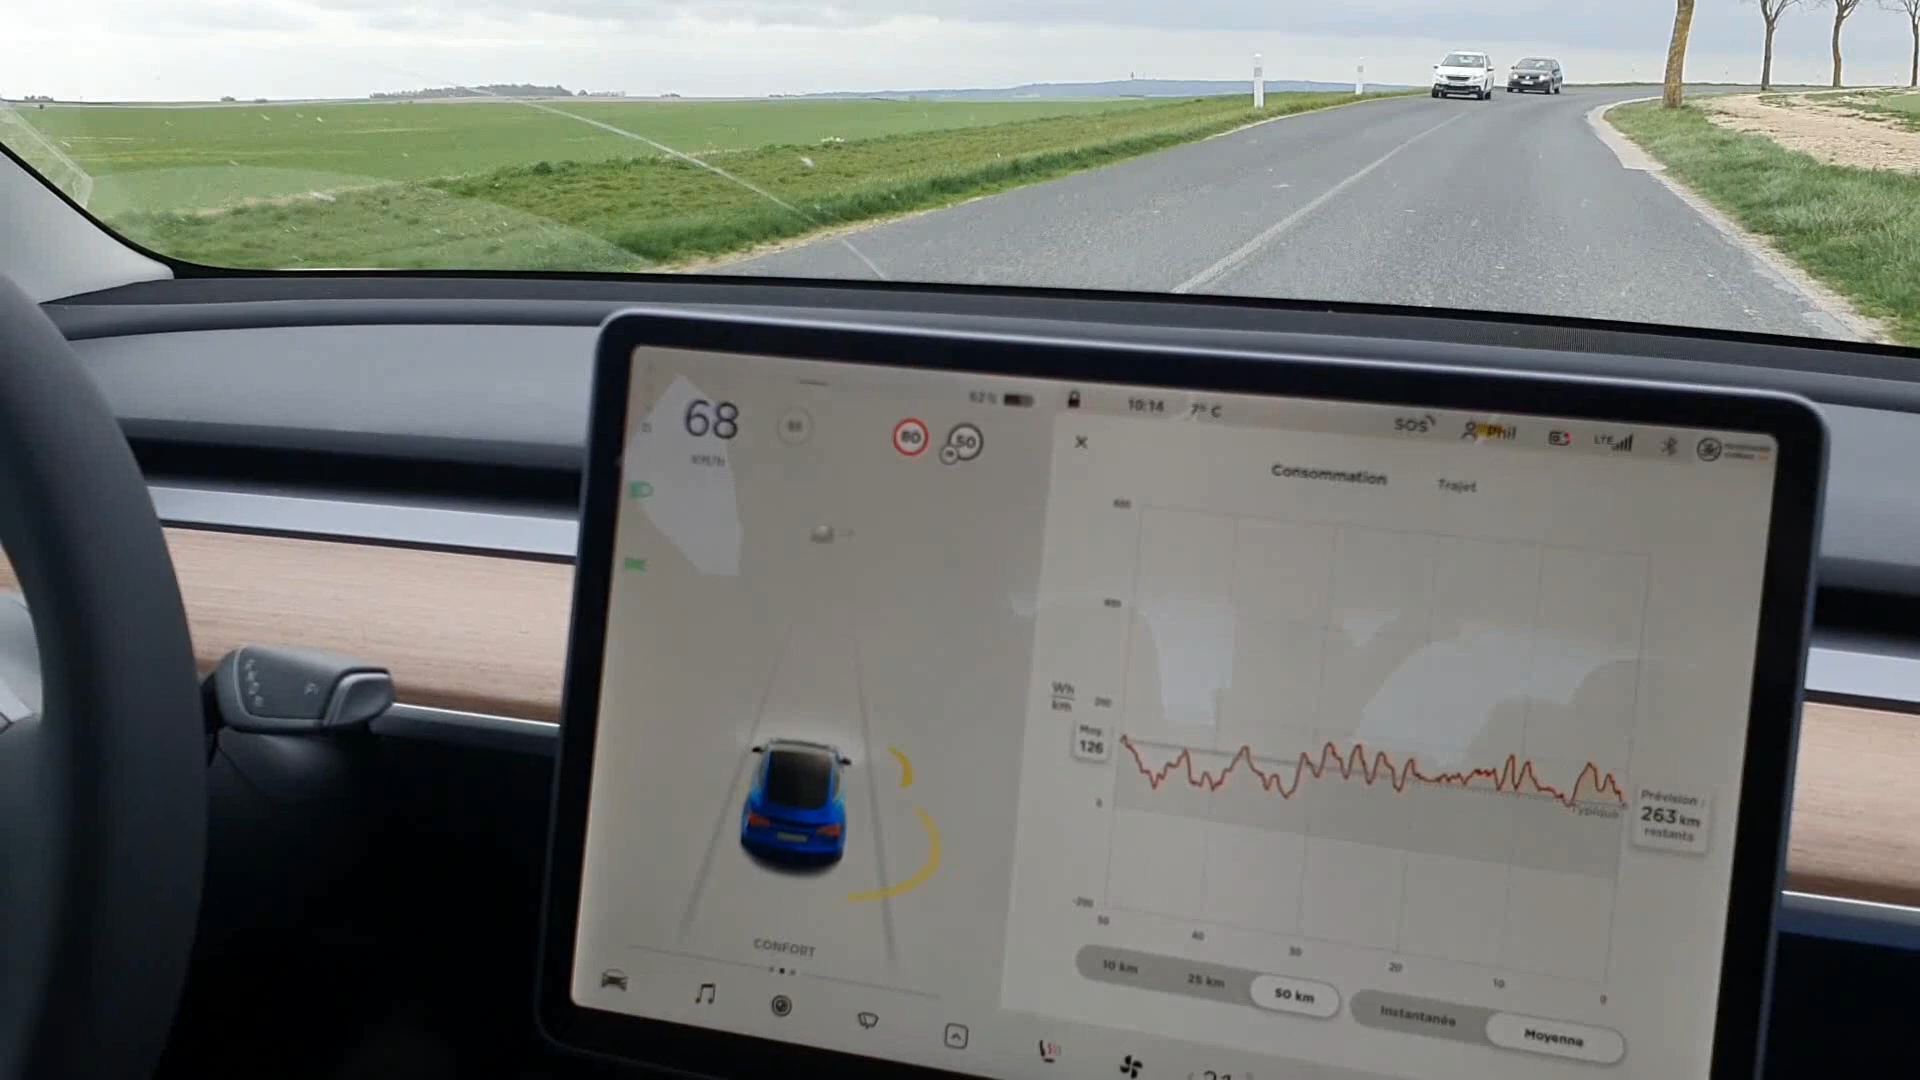 62 %
10:14 7° C
SOS Phil LTE
68
KM/h
80 50
Consommation Trajet
Wh
km
200
Moy.
126
0
-200
Typique
Prévision :
263 km
restants
50 40 30 20 10 0
CONFORT
10 km 25 km 50 km
Instantanée Moyenne